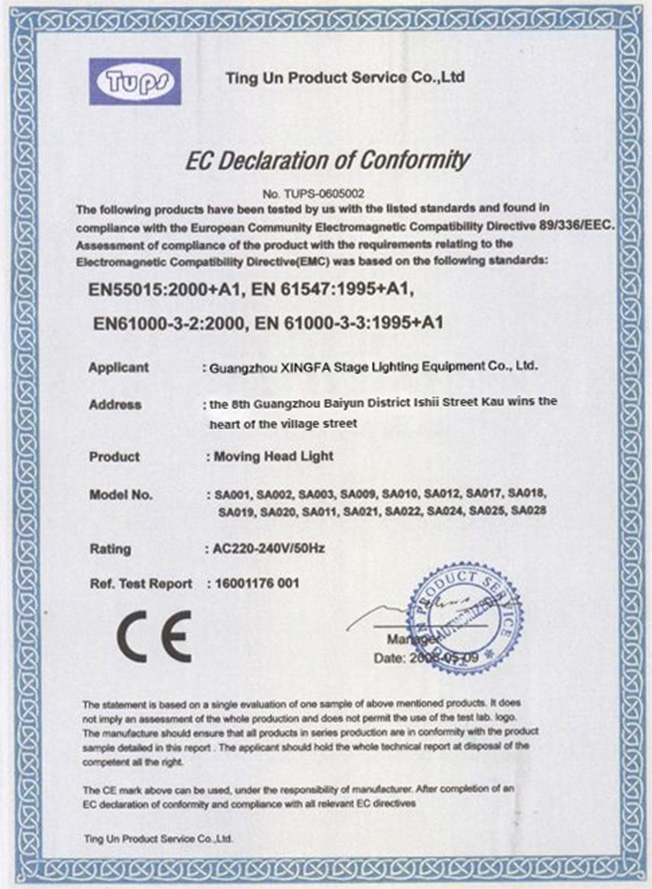 Tups
Ting Un Product Service Co.,Ltd
EC Declaration of Conformity
No. TUPS-0605002
The following products have been tested by us with the listed standards and found in
compliance with the European Community Electromagnetic Compatibility Directive 89/336/EEC.
Assessment of compliance of the product with the requirements relating to the
Electromagnetic Compatibility Directive(EMC) was based on the following standards:
EN55015:2000+A1, EN 61547:1995+A1,
EN61000-3-2:2000, EN 61000-3-3:1995+A1
Applicant : Guangzhou XINGFA Stage Lighting Equipment Co., Ltd.
Address : the 8th Guangzhou Baiyun District Ishii Street Kau wins the
heart of the village street
Product : Moving Head Light
Model No. : SA001, SA002, SA003, SA009, SA010, SA012, SA017, SA018,
SA019, SA020, SA011, SA021, SA022, SA024, SA025, SA028
Rating : AC220-240V/50Hz
Ref. Test Report : 16001176 001
CE
PRODUCT SERVICE
AUTHORIZED
Manager
Date: 2006-05-09
The statement is based on a single evaluation of one sample of above mentioned products. It does
not imply an assessment of the whole production and does not permit the use of the test lab. logo.
The manufacture should ensure that all products in series production are in conformity with the product
sample detailed in this report . The applicant should hold the whole technical report at disposal of the
competent all the right.
The CE mark above can be used, under the responsibility of manufacturer. After completion of an
EC declaration of conformity and compliance with all relevant EC directives
Ting Un Product Service Co.,Ltd.